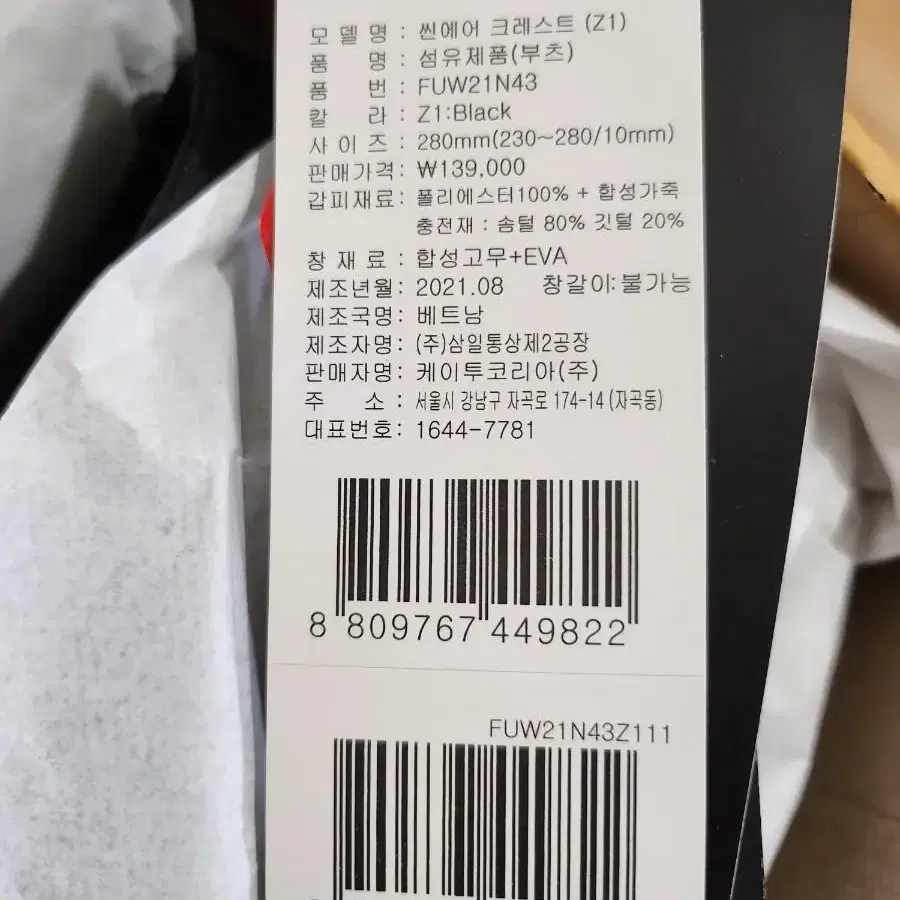 모 델 명 : 씬에어 크레스트 (Z1)
품 명 : 섬유제품(부츠)
품 번 : FUW21N43
칼 라 : Z1:Black
사 이 즈 : 280mm(230~280/10mm)
판매가격: ₩139,000
갑피재료: 폴리에스터100% + 합성가죽
충전재 : 솜털 80% 깃털 20%
창 재 료 : 합성고무+EVA
제조년월: 2021.08 창갈이:불가능
제조국명: 베트남
제조자명: (주)삼일통상제2공장
판매자명: 케이투코리아(주)
주 소 : 서울시 강남구 자곡로 174-14 (자곡동)
대표번호: 1644-7781
8 809767 449822
FUW21N43Z111